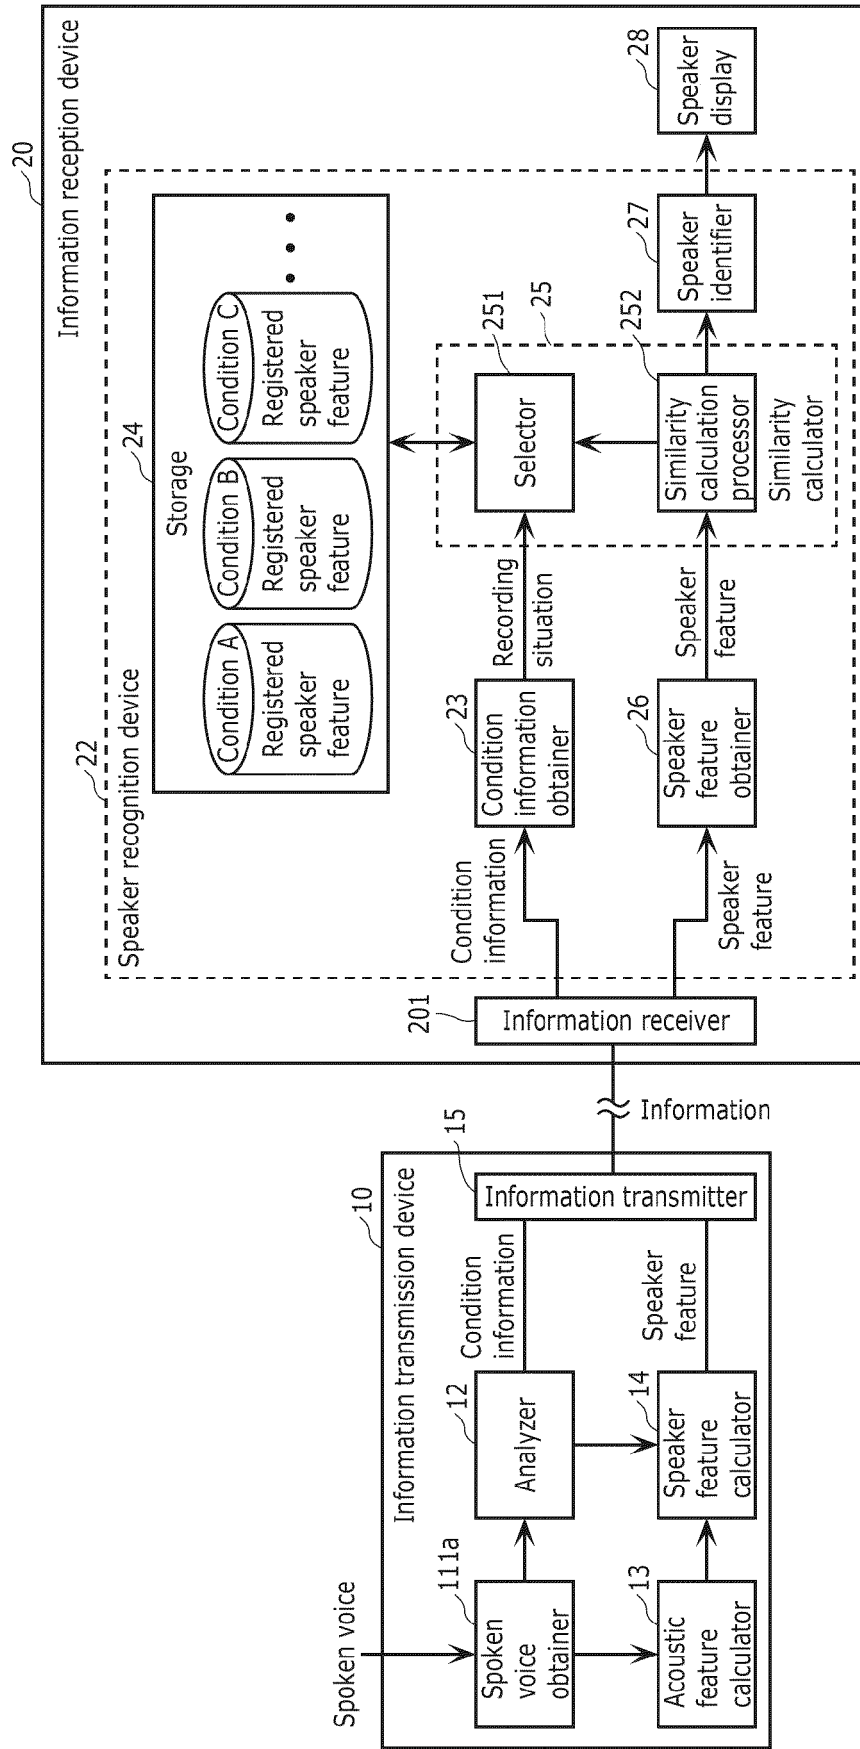 20
Information reception device
22
Speaker recognition device
24
Storage
Condition A
Registered
speaker
feature
Condition B
Registered
speaker
feature
Condition C
Registered
speaker
feature
10
Information transmission device
Spoken voice
111a
Spoken
voice
obtainer
12
Analyzer
Condition
information
13
Acoustic
feature
calculator
14
Speaker
feature
calculator
Speaker
feature
15
Information transmitter
Information
201
Information receiver
Condition
information
23
Condition
information
obtainer
Recording
situation
251
Selector
25
Speaker
feature
26
Speaker
feature
obtainer
Speaker
feature
252
Similarity
calculation
processor
Similarity
calculator
27
Speaker
identifier
28
Speaker
display